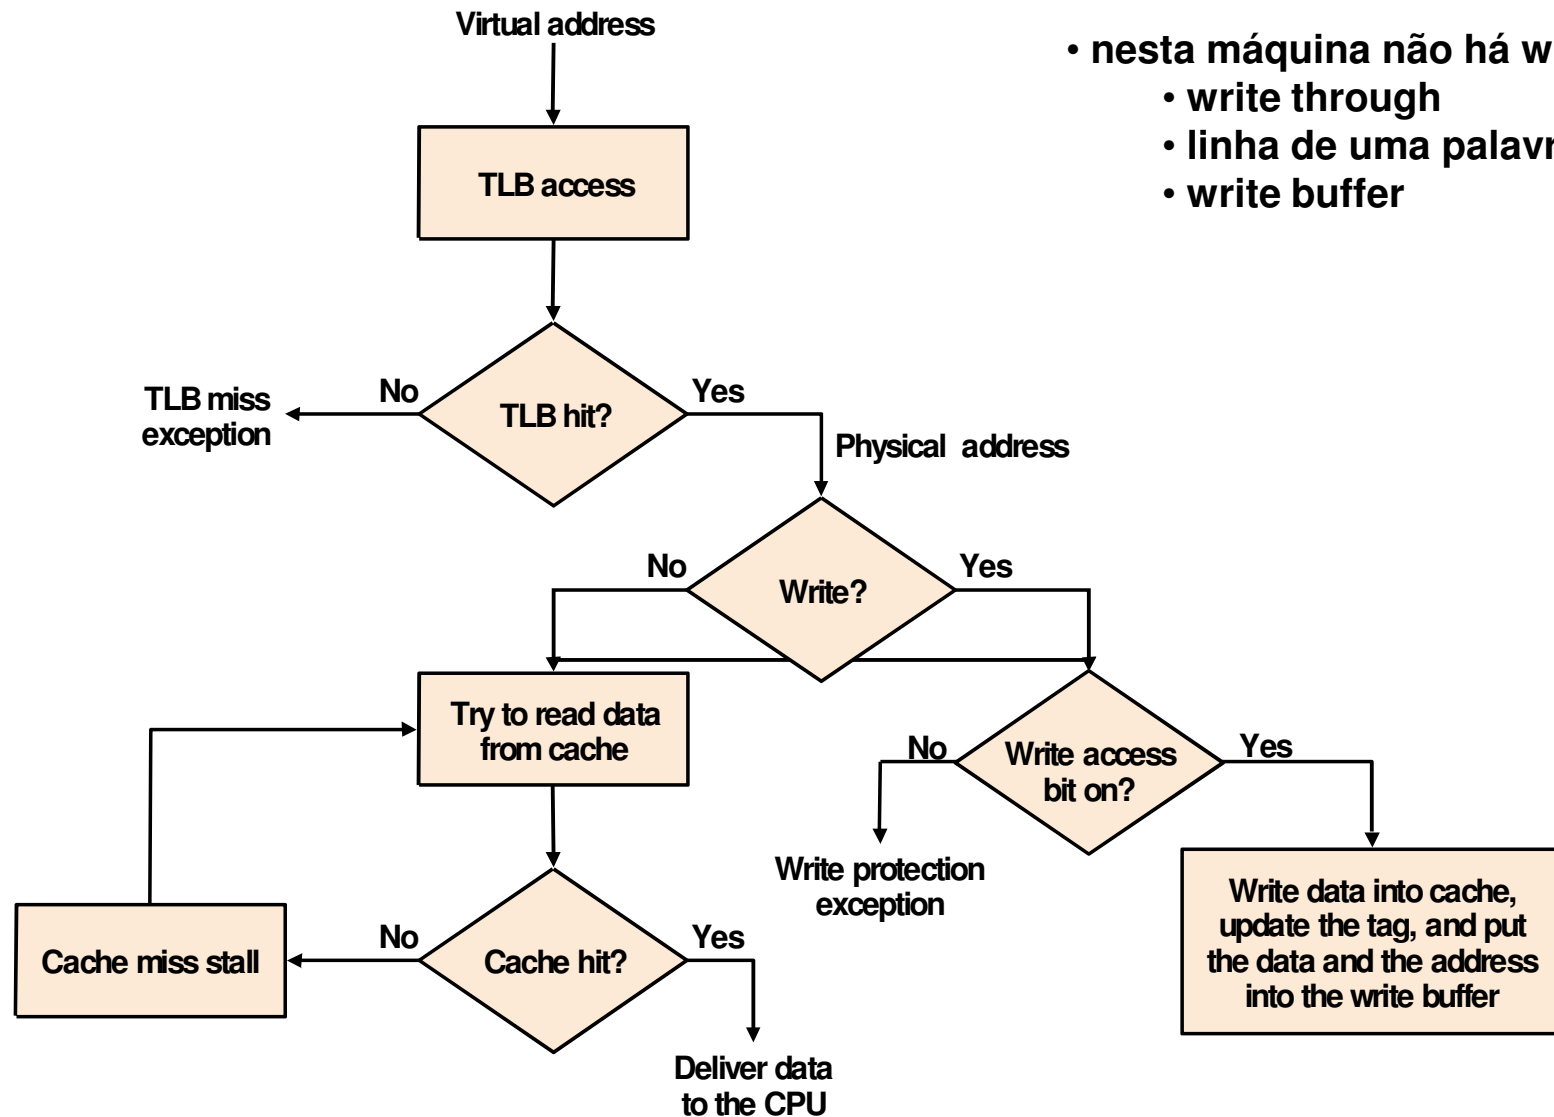 Virtual address
• nesta máquina não há
• write through
• linha de uma
• write buffer
TLB access
No
Yes
TLB miss
exception
TLB hit?
Physical address
No
Yes
Write?
Try to read data
from cache
No
Yes
Write access
bit on?
Write protection
exception
Write data into cache,
update the tag, and put
the data and the address
into the write buffer
No
Yes
Cache miss stall
Cache hit?
Deliver data
to the CPU